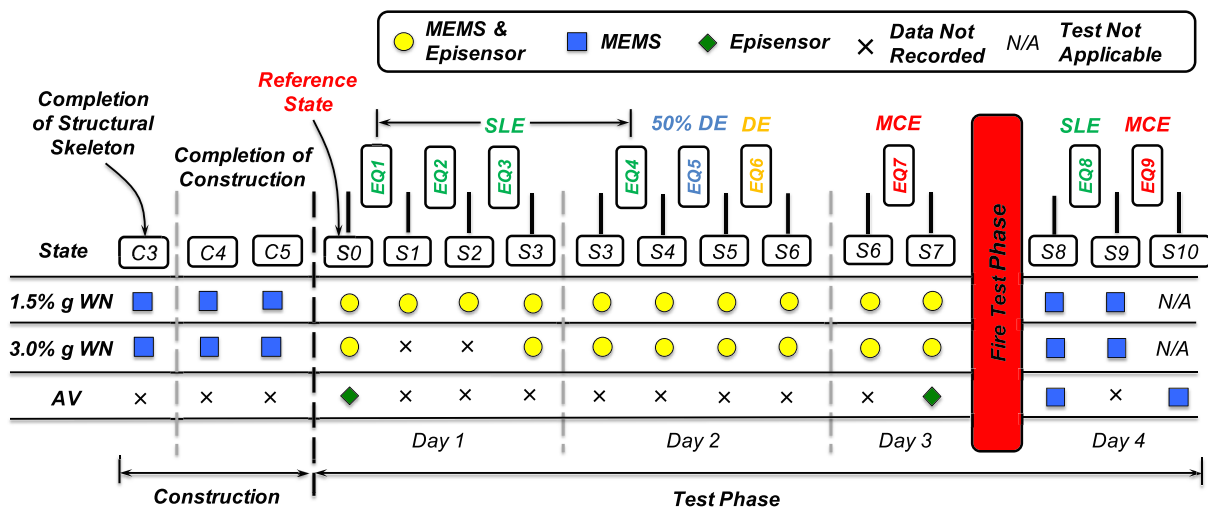 MEMS &
Episensor
MEMS
Episensor
Data Not
Recorded
N/A
Test Not
Applicable
Completion
of Structural
Skeleton
Reference
State
Completion of
Construction
SLE
50% DE
DE
MCE
SLE
MCE
EQ1
EQ2
EQ3
EQ4
EQ5
EQ6
EQ7
EQ8
EQ9
State
C3
C4
C5
S0
S1
S2
S3
S3
S4
S5
S6
S6
S7
S8
S9
S10
1.5% g WN
N/A
3.0% g WN
N/A
AV
Fire Test Phase
Day 1
Day 2
Day 3
Day 4
Construction
Test Phase